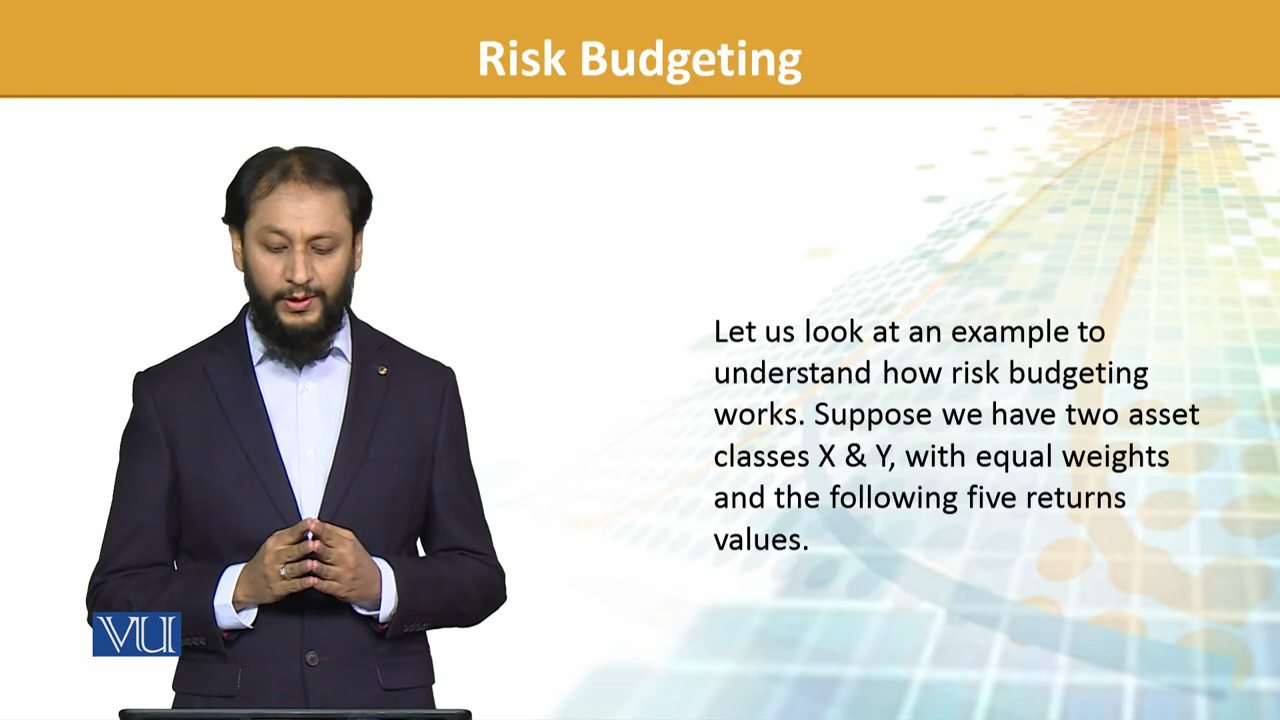 Risk Budgeting
Let us look at an example to
understand how risk budgeting
works. Suppose we have two asset
classes X & Y, with equal weights
and the following five returns
values.
VU